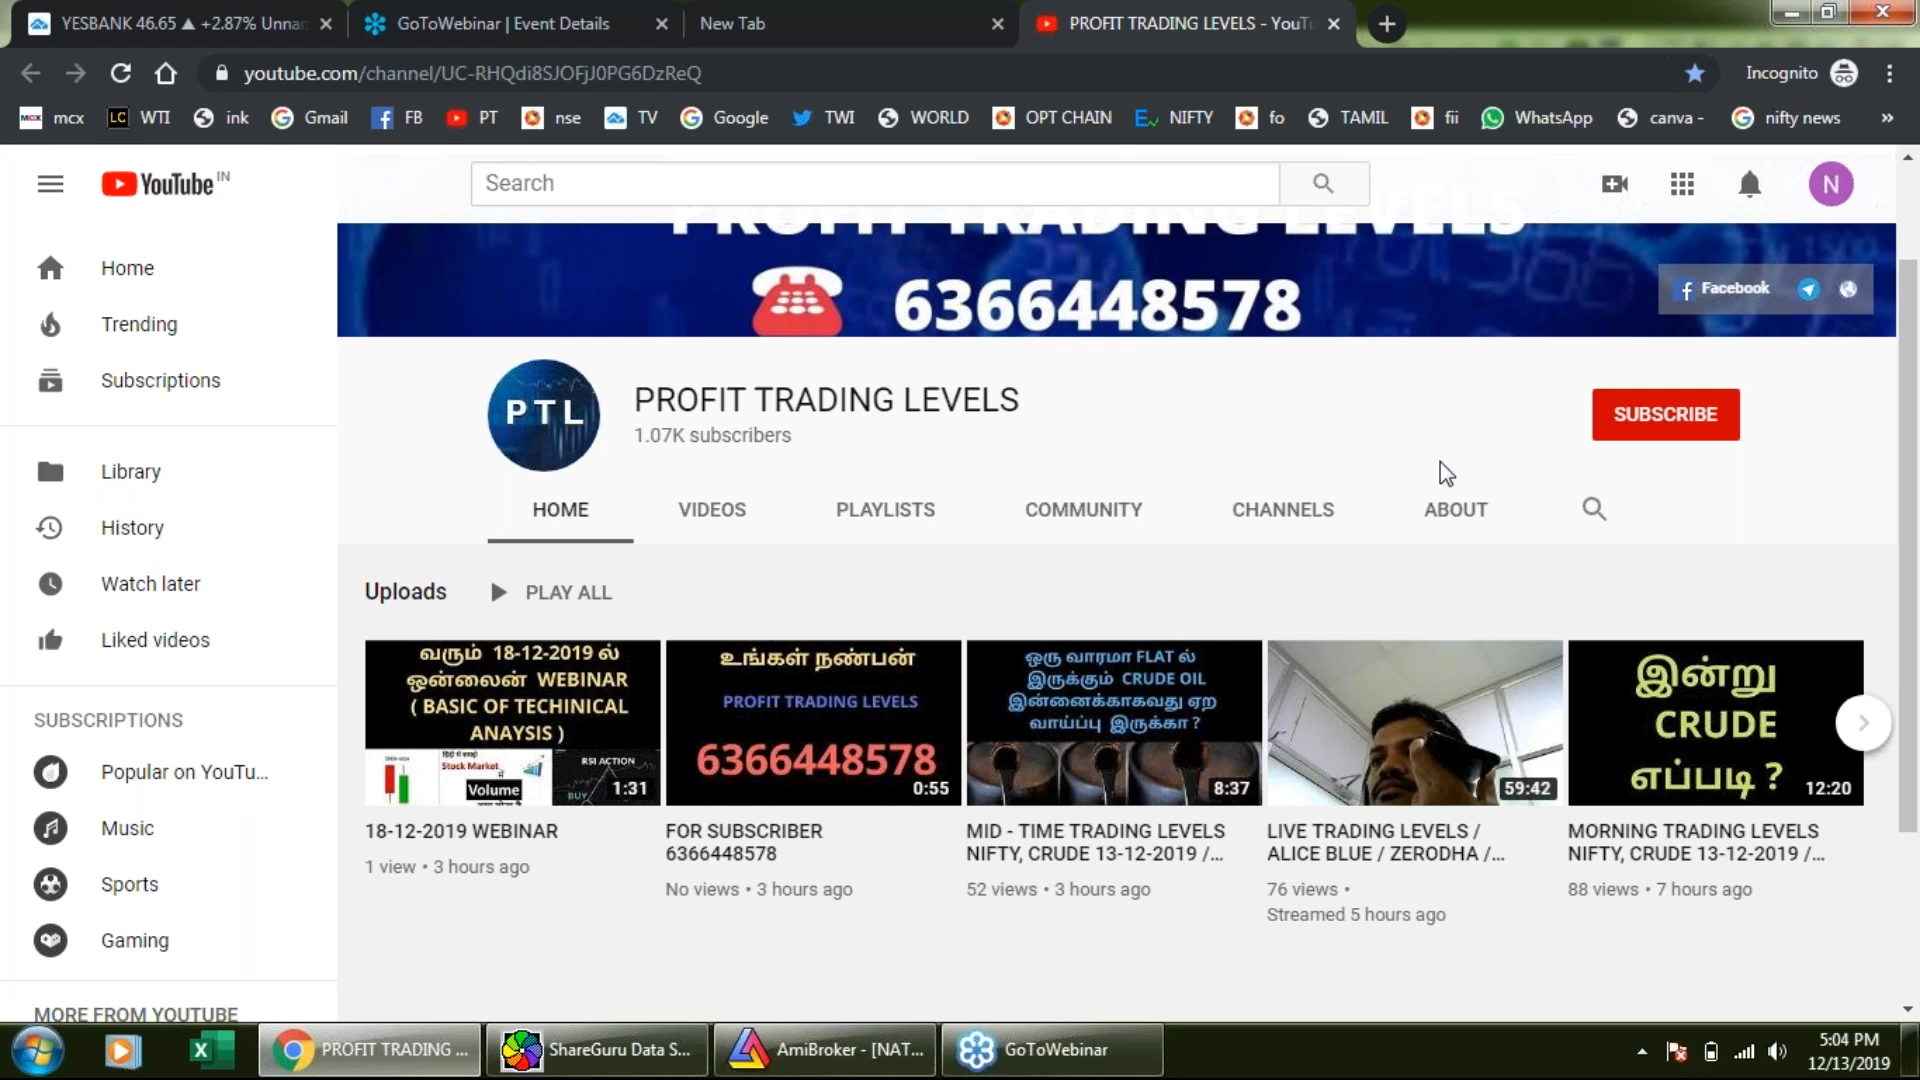 YESBANK 46.65 ▲ +2.87% Unnan
GoToWebinar | Event Details
New Tab
PROFIT TRADING LEVELS - YouTu
youtube.com/channel/UC-RHQdi8SJOFjJ0PG6DzReQ
Incognito
mcx WTI ink Gmail FB PT nse TV Google TWI WORLD OPT CHAIN NIFTY fo TAMIL fii WhatsApp canva - nifty news »
YouTube IN
Search
N
PROFIT TRADING LEVELS
6366448578
Facebook
Home
Trending
Subscriptions
Library
History
Watch later
Liked videos
SUBSCRIPTIONS
Popular on YouTu...
Music
Sports
Gaming
MORE FROM YOUTUBE
PTL
PROFIT TRADING LEVELS
1.07K subscribers
SUBSCRIBE
HOME VIDEOS PLAYLISTS COMMUNITY CHANNELS ABOUT
Uploads PLAY ALL
வரும் 18-12-2019 ல்
ஒன்லைன் WEBINAR
( BASIC OF TECHINICAL
ANAYSIS )
Stock Market
Volume
RSI ACTION
BUY
1:31
18-12-2019 WEBINAR
1 view • 3 hours ago
உங்கள் நண்பன்
PROFIT TRADING LEVELS
6366448578
0:55
FOR SUBSCRIBER
6366448578
No views • 3 hours ago
ஒரு வாரமா FLAT ல்
இருக்கும் CRUDE OIL
இன்னைக்காகவது ஏற
வாய்ப்பு இருக்கா ?
8:37
MID - TIME TRADING LEVELS
NIFTY, CRUDE 13-12-2019 /...
52 views • 3 hours ago
59:42
LIVE TRADING LEVELS /
ALICE BLUE / ZERODHA /...
76 views •
Streamed 5 hours ago
இன்று
CRUDE
எப்படி ?
12:20
MORNING TRADING LEVELS
NIFTY, CRUDE 13-12-2019 /...
88 views • 7 hours ago
PROFIT TRADING ...
ShareGuru Data S...
AmiBroker - [NAT...
GoToWebinar
5:04 PM
12/13/2019